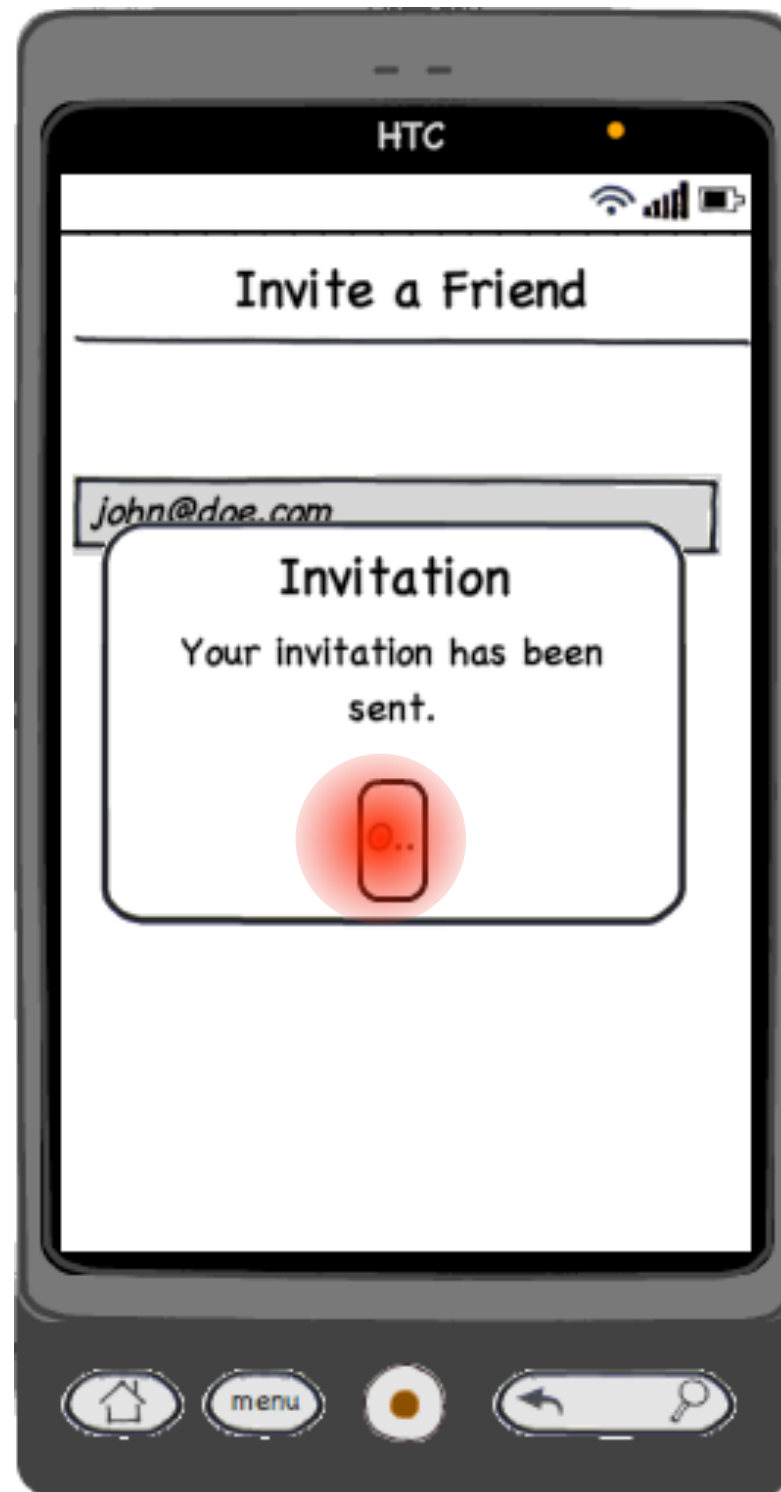 HTC
Invite a Friend
john@doe.com
Invitation
Your invitation has been
sent.
O..
menu